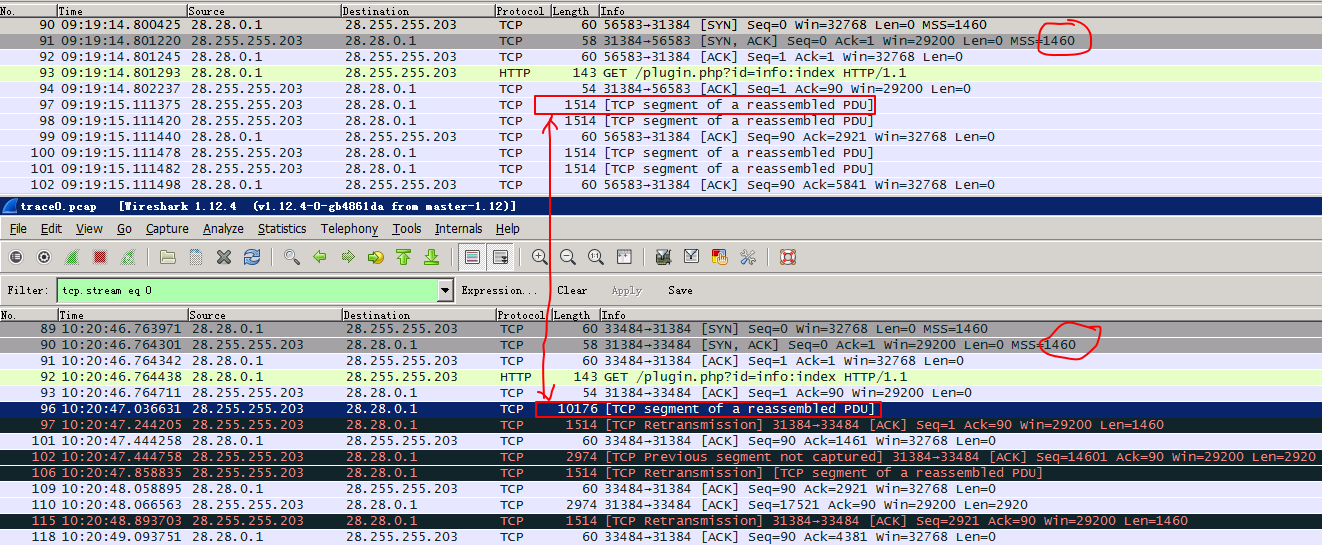 No. Time Source Destination Protocol Length Info
90 09:19:14.800425 28.28.0.1 28.255.255.203 TCP 60 56583→31384 [SYN] Seq=0 Win=32768 Len=0 MSS=1460
91 09:19:14.801220 28.255.255.203 28.28.0.1 TCP 58 31384→56583 [SYN, ACK] Seq=0 Ack=1 Win=29200 Len=0 MSS=1460
92 09:19:14.801245 28.28.0.1 28.255.255.203 TCP 60 56583→31384 [ACK] Seq=1 Ack=1 Win=32768 Len=0
93 09:19:14.801293 28.28.0.1 28.255.255.203 HTTP 143 GET /plugin.php?id=info:index HTTP/1.1
94 09:19:14.802237 28.255.255.203 28.28.0.1 TCP 54 31384→56583 [ACK] Seq=1 Ack=90 Win=29200 Len=0
97 09:19:15.111375 28.255.255.203 28.28.0.1 TCP 1514 [TCP segment of a reassembled PDU]
98 09:19:15.111420 28.255.255.203 28.28.0.1 TCP 1514 [TCP segment of a reassembled PDU]
99 09:19:15.111440 28.28.0.1 28.255.255.203 TCP 60 56583→31384 [ACK] Seq=90 Ack=2921 Win=32768 Len=0
100 09:19:15.111478 28.255.255.203 28.28.0.1 TCP 1514 [TCP segment of a reassembled PDU]
101 09:19:15.111482 28.255.255.203 28.28.0.1 TCP 1514 [TCP segment of a reassembled PDU]
102 09:19:15.111498 28.28.0.1 28.255.255.203 TCP 60 56583→31384 [ACK] Seq=90 Ack=5841 Win=32768 Len=0
trace0.pcap [Wireshark 1.12.4 (v1.12.4-0-gb4861da from master-1.12)]
File Edit View Go Capture Analyze Statistics Telephony Tools Internals Help
Filter: tcp.stream eq 0 Expression... Clear Apply Save
No. Time Source Destination Protocol Length Info
89 10:20:46.763971 28.28.0.1 28.255.255.203 TCP 60 33484→31384 [SYN] Seq=0 Win=32768 Len=0 MSS=1460
90 10:20:46.764301 28.255.255.203 28.28.0.1 TCP 58 31384→33484 [SYN, ACK] Seq=0 Ack=1 Win=29200 Len=0 MSS=1460
91 10:20:46.764342 28.28.0.1 28.255.255.203 TCP 60 33484→31384 [ACK] Seq=1 Ack=1 Win=32768 Len=0
92 10:20:46.764438 28.28.0.1 28.255.255.203 HTTP 143 GET /plugin.php?id=info:index HTTP/1.1
93 10:20:46.764711 28.255.255.203 28.28.0.1 TCP 54 31384→33484 [ACK] Seq=1 Ack=90 Win=29200 Len=0
96 10:20:47.036631 28.255.255.203 28.28.0.1 TCP 10176 [TCP segment of a reassembled PDU]
97 10:20:47.244205 28.255.255.203 28.28.0.1 TCP 1514 [TCP Retransmission] 31384→33484 [ACK] Seq=1 Ack=90 Win=29200 Len=1460
101 10:20:47.444258 28.28.0.1 28.255.255.203 TCP 60 33484→31384 [ACK] Seq=90 Ack=1461 Win=32768 Len=0
102 10:20:47.444758 28.255.255.203 28.28.0.1 TCP 2974 [TCP Previous segment not captured] 31384→33484 [ACK] Seq=14601 Ack=90 Win=29200 Len=2920
106 10:20:47.858835 28.255.255.203 28.28.0.1 TCP 1514 [TCP Retransmission] [TCP segment of a reassembled PDU]
109 10:20:48.058895 28.28.0.1 28.255.255.203 TCP 60 33484→31384 [ACK] Seq=90 Ack=2921 Win=32768 Len=0
110 10:20:48.066563 28.255.255.203 28.28.0.1 TCP 2974 31384→33484 [ACK] Seq=17521 Ack=90 Win=29200 Len=2920
115 10:20:48.893703 28.255.255.203 28.28.0.1 TCP 1514 [TCP Retransmission] 31384→33484 [ACK] Seq=2921 Ack=90 Win=29200 Len=1460
118 10:20:49.093751 28.28.0.1 28.255.255.203 TCP 60 33484→31384 [ACK] Seq=90 Ack=4381 Win=32768 Len=0